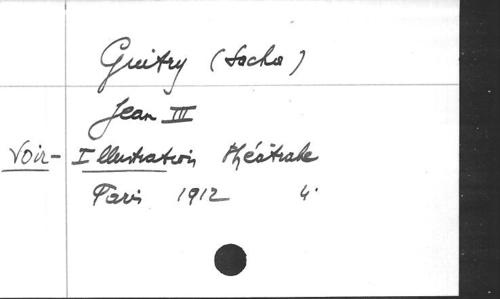 Guitry (Sacha)
Jean III
Voir - Illustration théâtrale
Paris 1912 4°